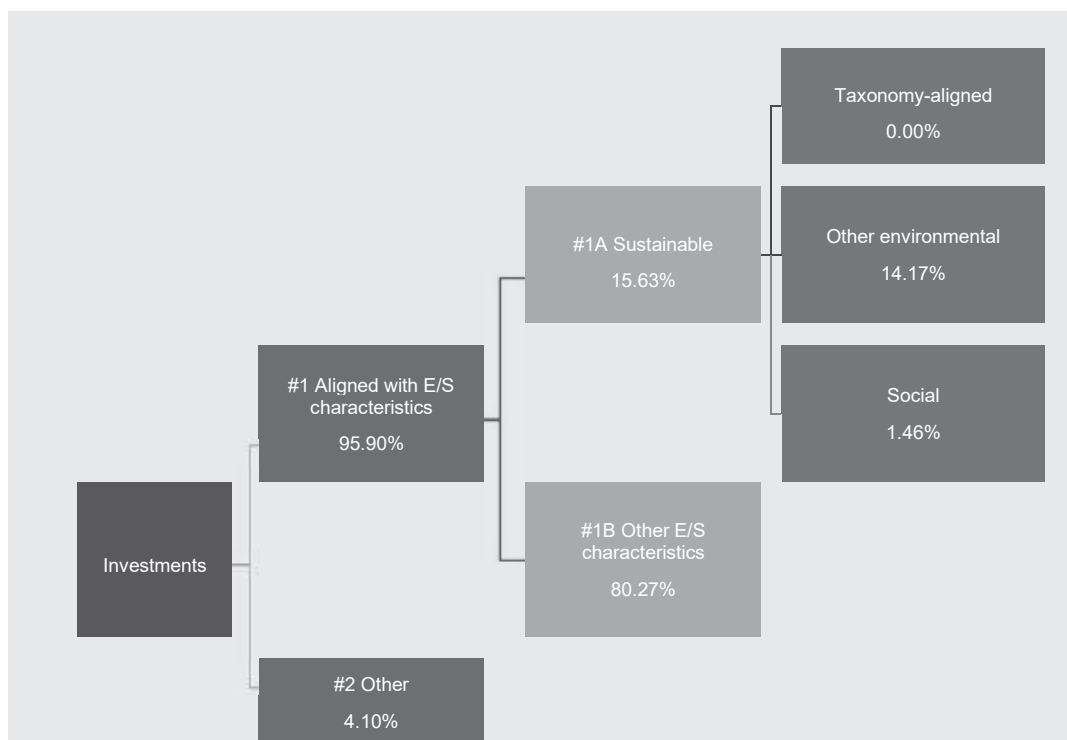 Taxonomy-aligned
0.00%
#1A Sustainable
15.63%
Other environmental
14.17%
#1 Aligned with E/S
characteristics
95.90%
Social
1.46%
Investments
#1B Other E/S
characteristics
80.27%
#2 Other
4.10%